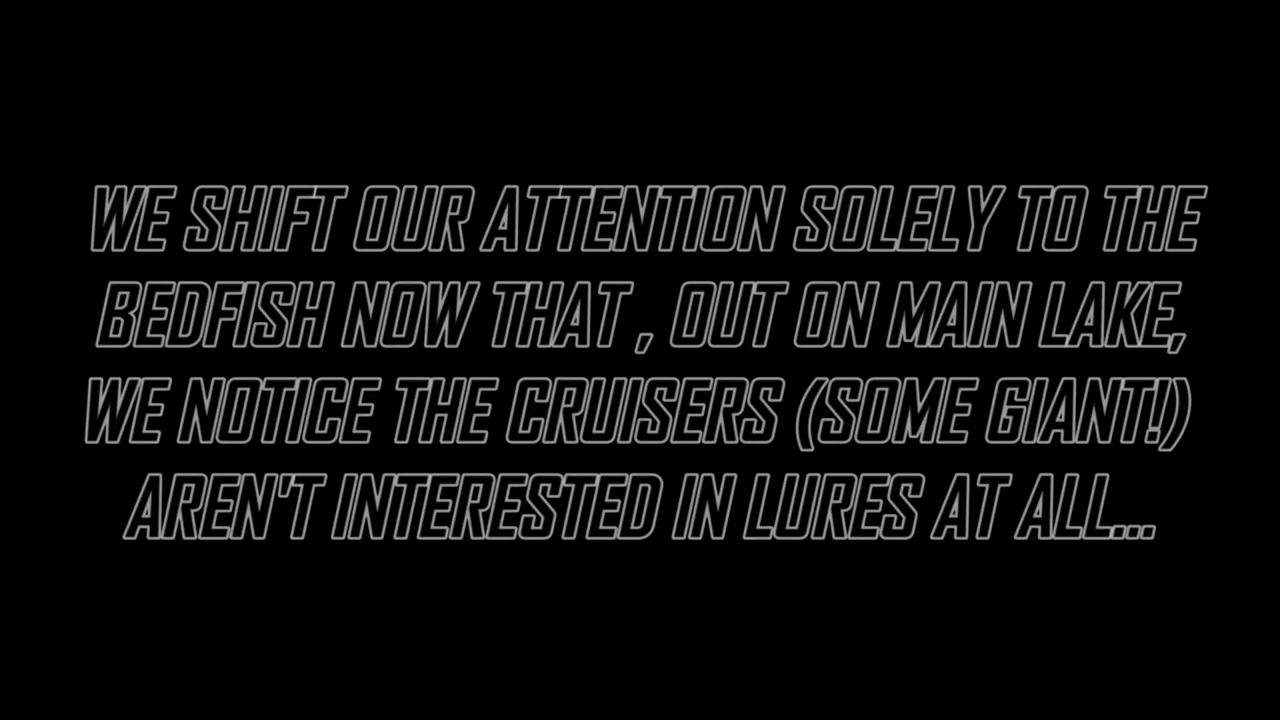 WE SHIFT OUR ATTENTION SOLELY TO THE
BEDFISH NOW THAT , OUT ON MAIN LAKE,
WE NOTICE THE CRUISERS (SOME GIANT!)
AREN'T INTERESTED IN LURES AT ALL...